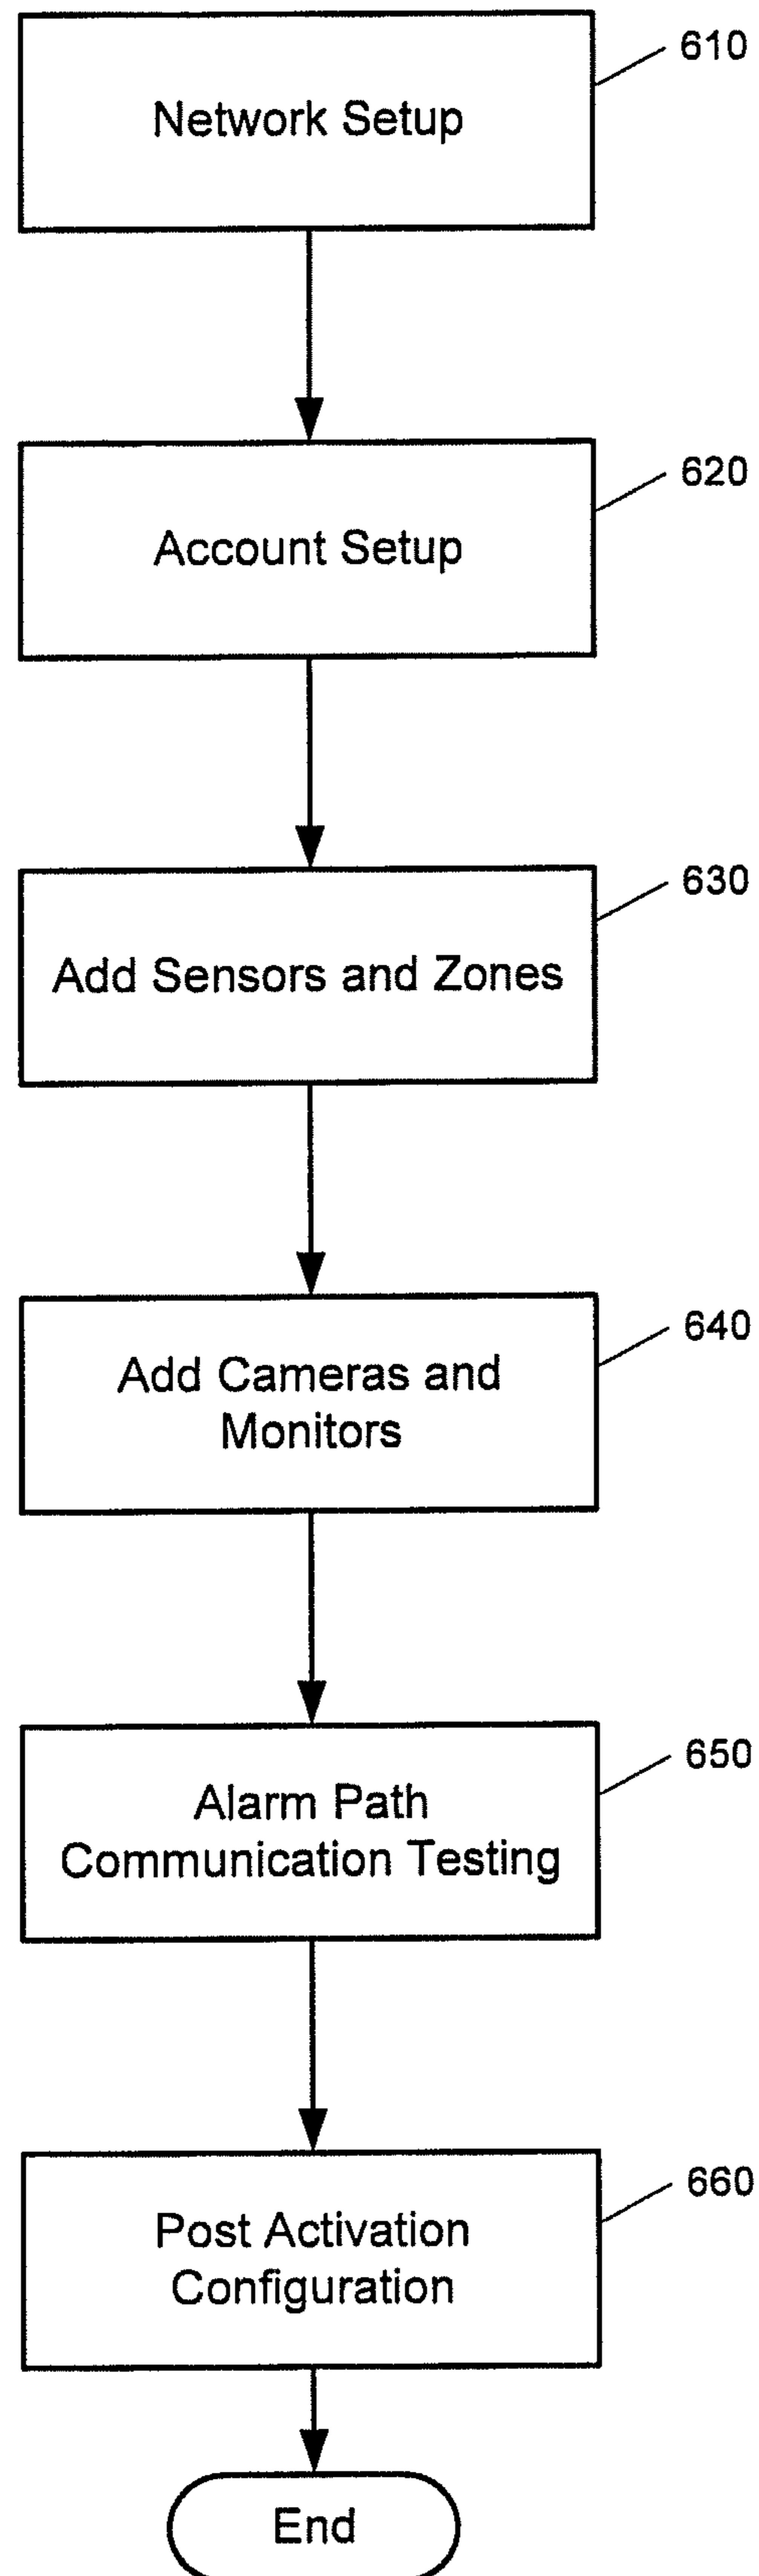 Network Setup
610
Account Setup
620
Add Sensors and Zones
630
Add Cameras and
Monitors
640
Alarm Path
Communication Testing
650
Post Activation
Configuration
660
End